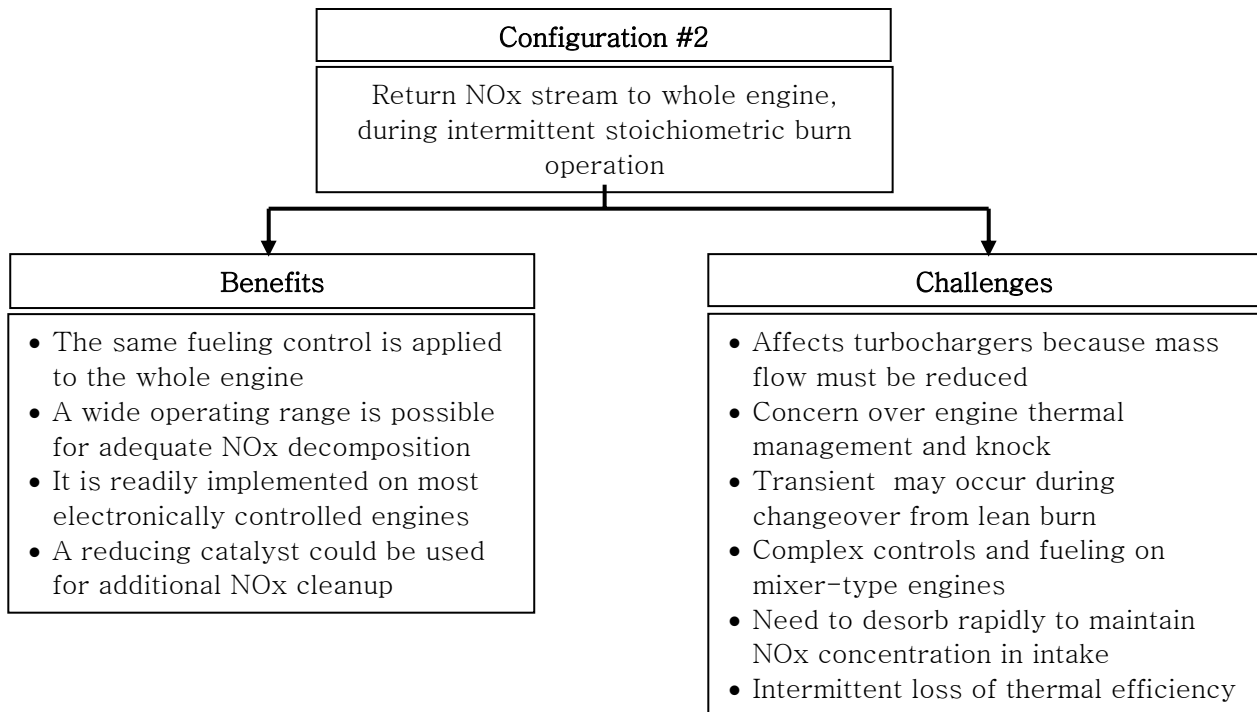 Configuration #2
Return NOx stream to whole engine,
during intermittent stoichiometric burn
operation
Benefits
• The same fueling control is applied
to the whole engine
• A wide operating range is possible
for adequate NOx decomposition
• It is readily implemented on most
electronically controlled engines
• A reducing catalyst could be used
for additional NOx cleanup
Challenges
• Affects turbochargers because mass
flow must be reduced
• Concern over engine thermal
management and knock
• Transient may occur during
changeover from lean burn
• Complex controls and fueling on
mixer-type engines
• Need to desorb rapidly to maintain
NOx concentration in intake
• Intermittent loss of thermal efficiency